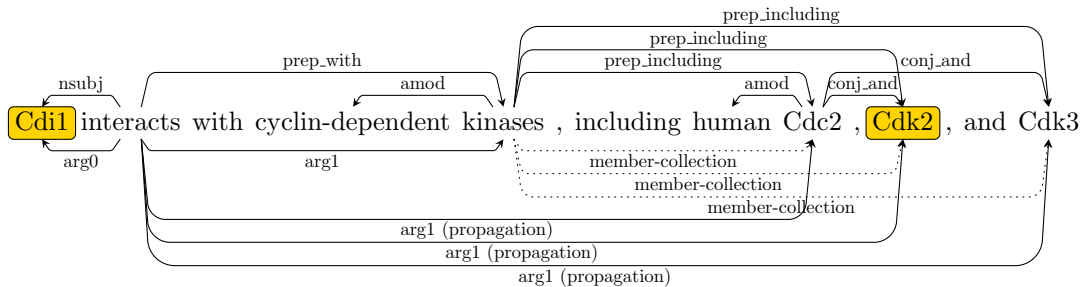 prep_including
prep_including
prep_with prep_including conj_and
nsubj amod amod conj_and
Cdi1 interacts with cyclin-dependent kinases , including human Cdc2 , Cdk2 , and Cdk3
arg0 arg1 member-collection
member-collection
member-collection
arg1 (propagation)
arg1 (propagation)
arg1 (propagation)